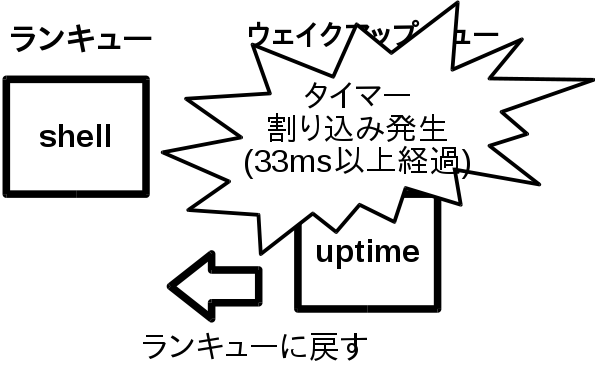 ランキュー
ウェイクアップキュー
タイマー
割り込み発生
(33ms以上経過)
shell
uptime
ランキューに戻す